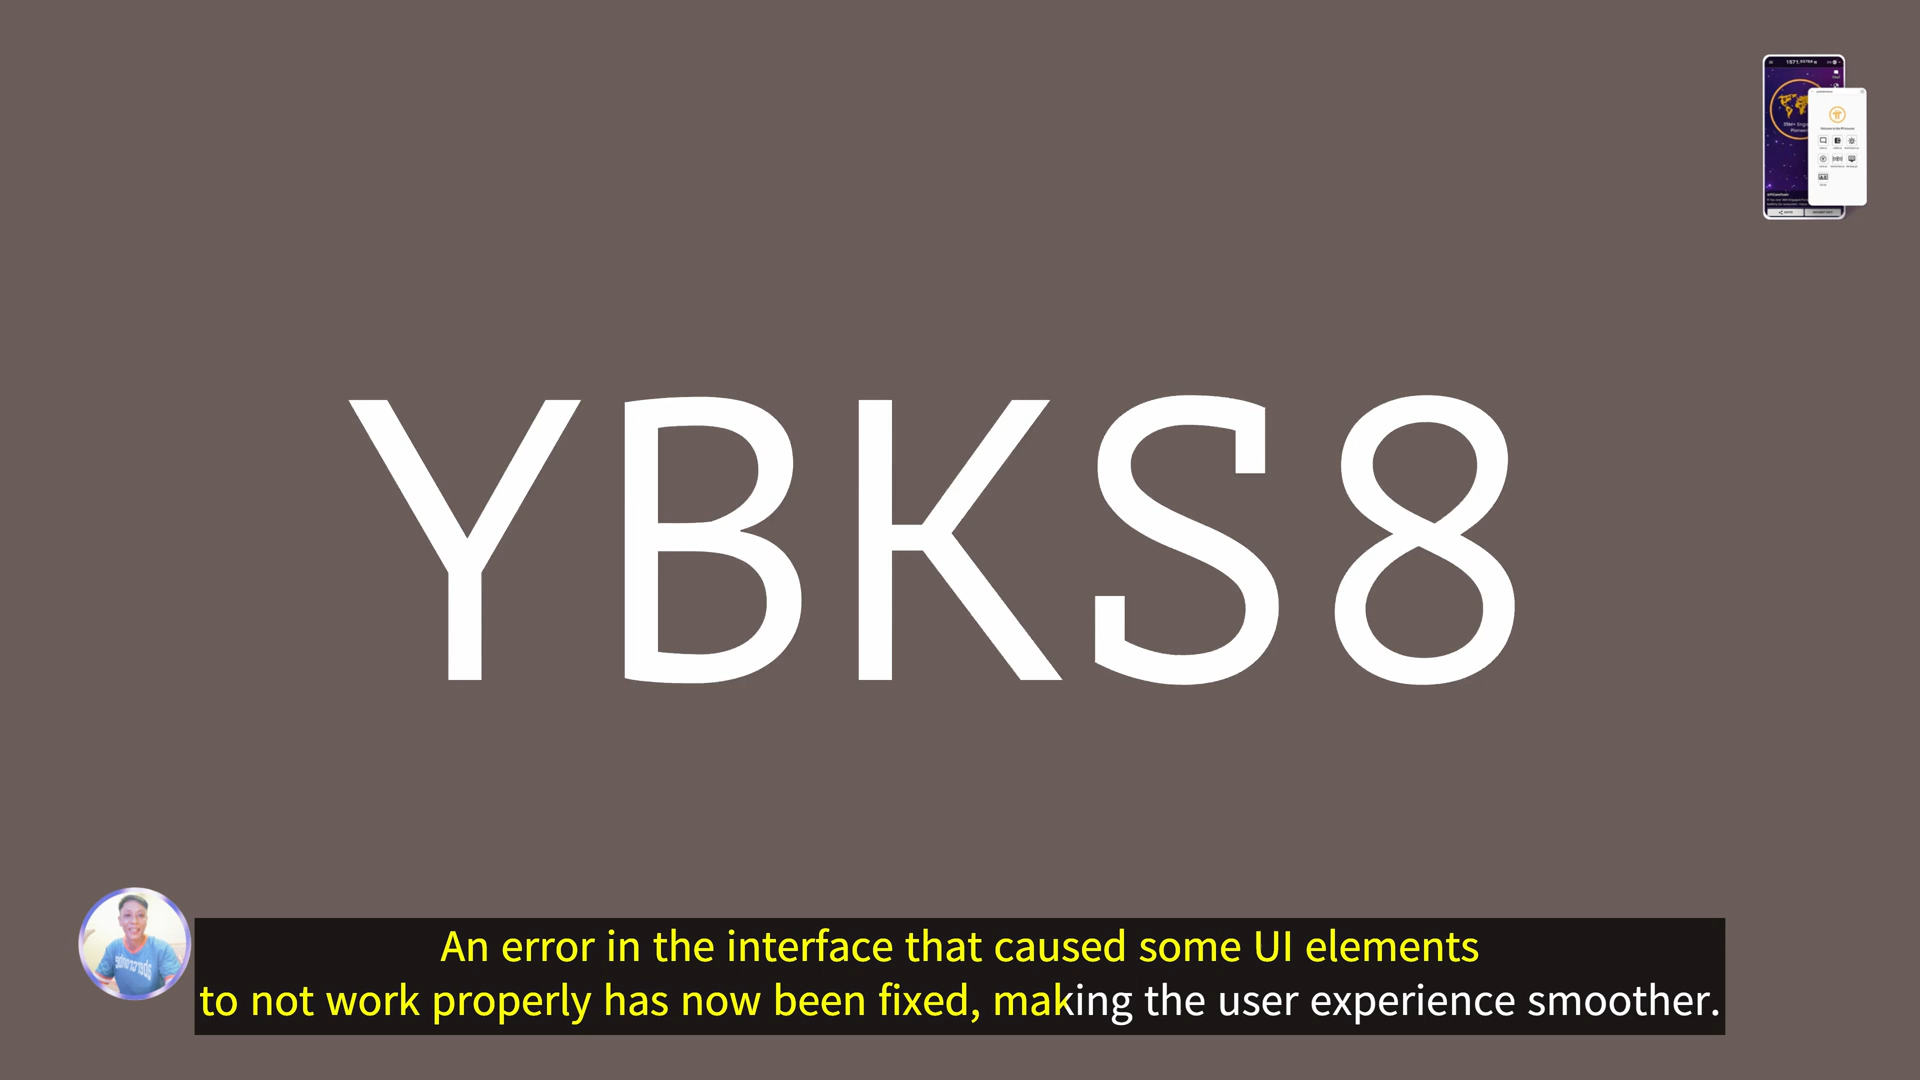 YBKS8
An error in the interface that caused some UI elements
to not work properly has now been fixed, making the user experience smoother.